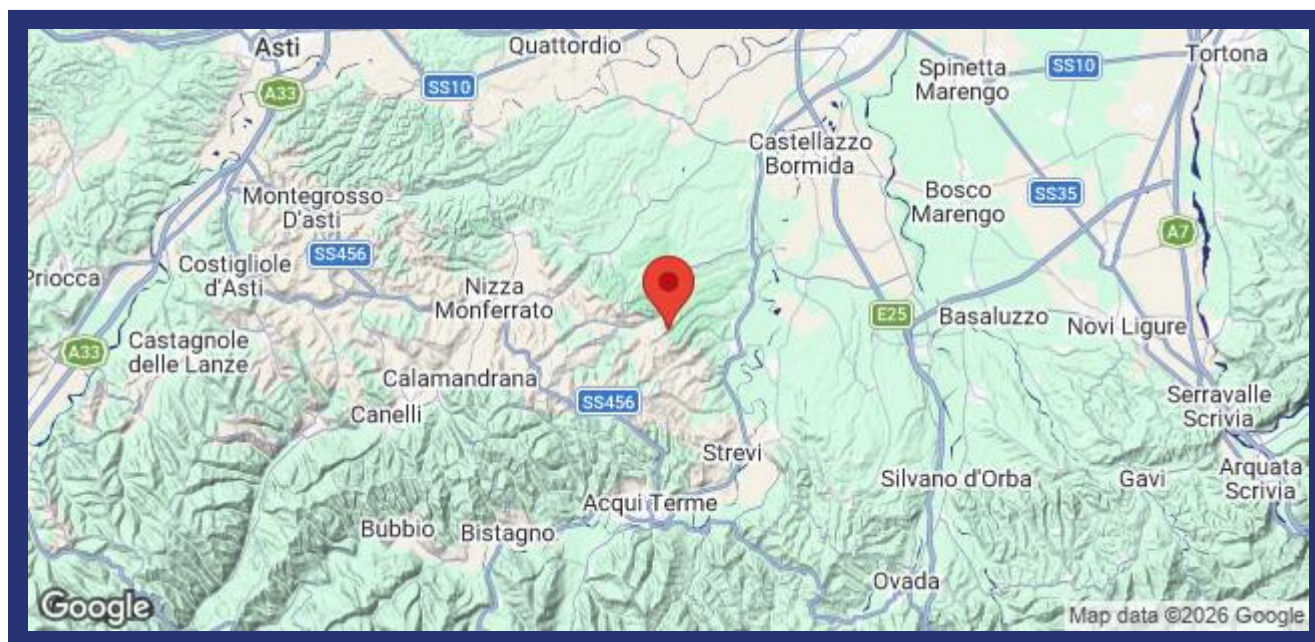 Asti
Quattordio
Tortona
SS10
Spinetta
Marengo
A33
SS10
Castellazzo
Bormida
Montegrosso
D'asti
Bosco
Marengo
SS35
A7
SS456
Costigliole
d'Asti
Nizza
Monferrato
E25
Basaluzzo
Novi Ligure
A33
Castagnole
delle Lanze
Calamandrana
SS456
Canelli
Serravalle
Scrivia
Strevi
Silvano d'Orba
Gavi
Arquata
Scrivia
Acqui Terme
Bubbio
Bistagno
Ovada
Google
Map data ©2026 Google